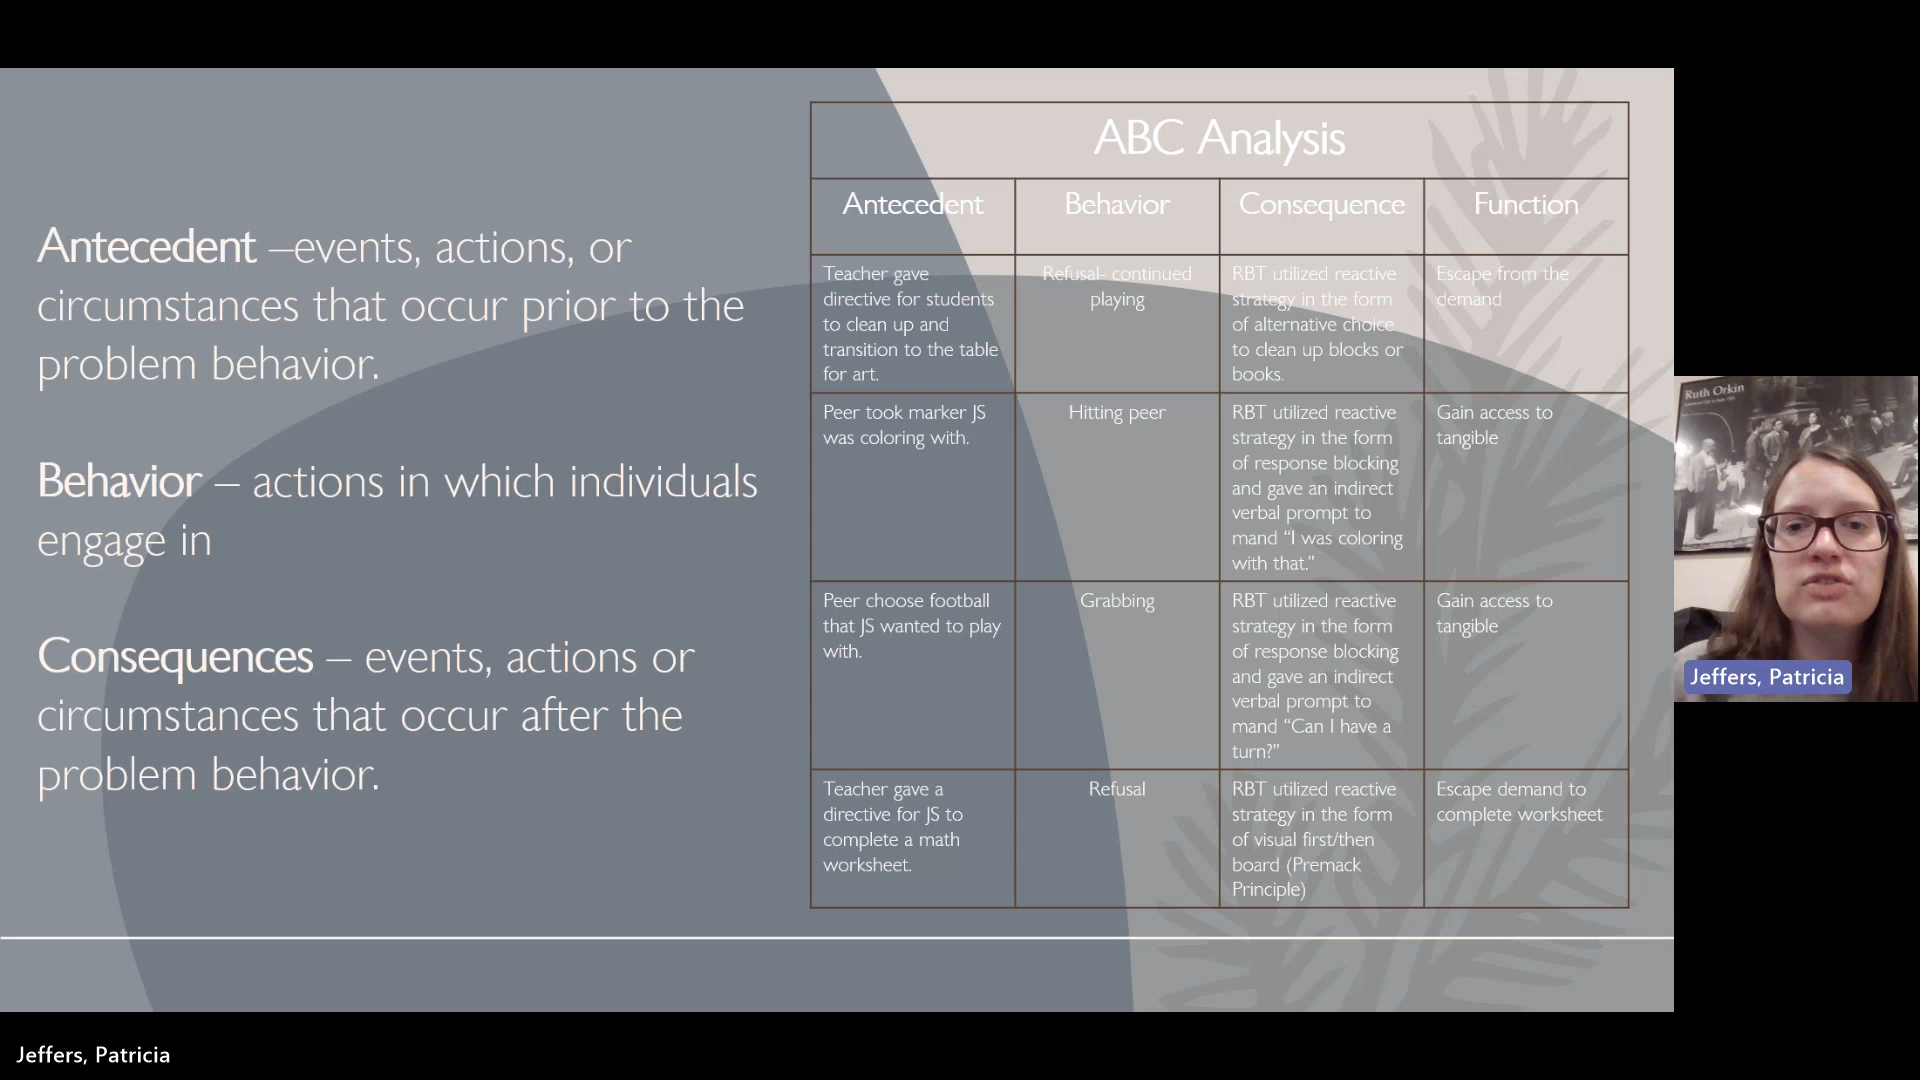 Antecedent –events, actions, or
circumstances that occur prior to the
problem behavior.
Behavior – actions in which individuals
engage in
Consequences – events, actions or
circumstances that occur after the
problem behavior.
ABC Analysis
Antecedent
Behavior
Consequence
Function
Teacher gave
directive for students
to clean up and
transition to the table
for art.
Refusal- continued
playing
RBT utilized reactive
strategy in the form
of alternative choice
to clean up blocks or
books.
Escape from the
demand
Peer took marker JS
was coloring with.
Hitting peer
RBT utilized reactive
strategy in the form
of response blocking
and gave an indirect
verbal prompt to
mand “I was coloring
with that.”
Gain access to
tangible
Peer choose football
that JS wanted to play
with.
Grabbing
RBT utilized reactive
strategy in the form
of response blocking
and gave an indirect
verbal prompt to
mand “Can I have a
turn?”
Gain access to
tangible
Teacher gave a
directive for JS to
complete a math
worksheet.
Refusal
RBT utilized reactive
strategy in the form
of visual first/then
board (Premack
Principle)
Escape demand to
complete worksheet
Ruth Orkin
Jeffers, Patricia
Jeffers, Patricia